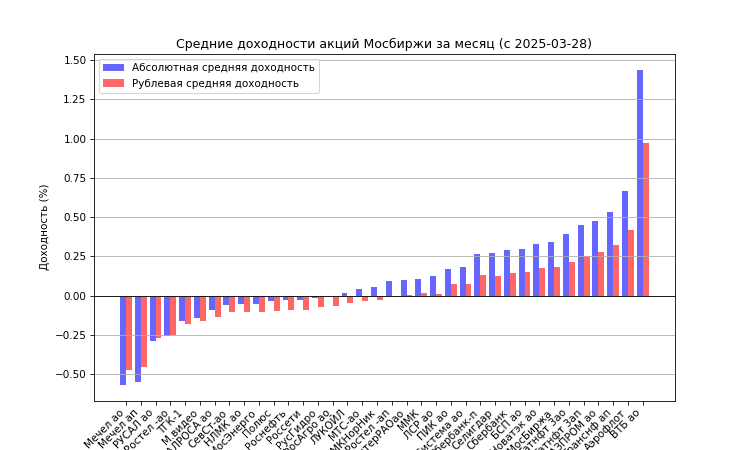 Средние доходности акций Мосбиржи за месяц (с 2025-03-28)
Абсолютная средняя доходность
Рублевая средняя доходность
Доходность (%)
1.50
1.25
1.00
0.75
0.50
0.25
0.00
−0.25
−0.50
Мечел ао
Мечел ап
РУСАЛ ао
Ростел -ао
ТГК-1
М.видео
АЛРОСА ао
СевСт-ао
НЛМК ао
МосЭнерго
Полюс
Роснефть
Россети
РусГидро
РусАгро ао
ЛУКОЙЛ
МТС-ао
ГМКНорНик
Ростел -ап
ИнтерРАОао
ММК
ЛСР ао
ПИК ао
Система ао
Сбербанк-п
Селигдар
Сбербанк
БСП ао
Новатэк ао
МосБиржа
Татнфт 3ао
Татнфт 3ап
ГАЗПРОМ ао
Транснф ап
Аэрофлот
ВТБ ао